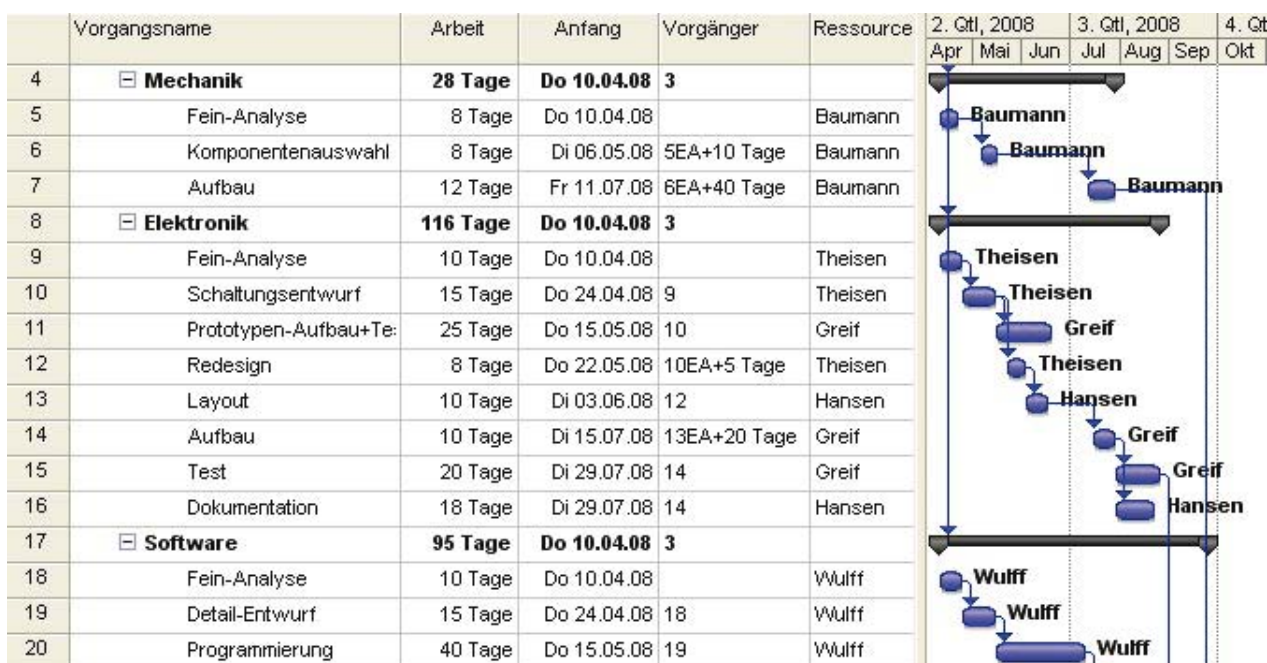 Vorgangsname Arbeit Anfang Vorgänger Ressource 2. Qtl, 2008 3. Qtl, 2008 4. Qt
Apr Mai Jun Jul Aug Sep Okt
4 Mechanik 28 Tage Do 10.04.08 3
5 Fein-Analyse 8 Tage Do 10.04.08 Baumann Baumann
6 Komponentenauswahl 8 Tage Di 06.05.08 5EA+10 Tage Baumann Baumann
7 Aufbau 12 Tage Fr 11.07.08 6EA+40 Tage Baumann Baumann
8 Elektronik 116 Tage Do 10.04.08 3
9 Fein-Analyse 10 Tage Do 10.04.08 Theisen Theisen
10 Schaltungsentwurf 15 Tage Do 24.04.08 9 Theisen Theisen
11 Prototypen-Aufbau+Te: 25 Tage Do 15.05.08 10 Greif Greif
12 Redesign 8 Tage Do 22.05.08 10EA+5 Tage Theisen Theisen
13 Layout 10 Tage Di 03.06.08 12 Hansen Hansen
14 Aufbau 10 Tage Di 15.07.08 13EA+20 Tage Greif Greif
15 Test 20 Tage Di 29.07.08 14 Greif Greif
16 Dokumentation 18 Tage Di 29.07.08 14 Hansen Hansen
17 Software 95 Tage Do 10.04.08 3
18 Fein-Analyse 10 Tage Do 10.04.08 Wulff Wulff
19 Detail-Entwurf 15 Tage Do 24.04.08 18 Wulff Wulff
20 Programmierung 40 Tage Do 15.05.08 19 Wulff Wulff